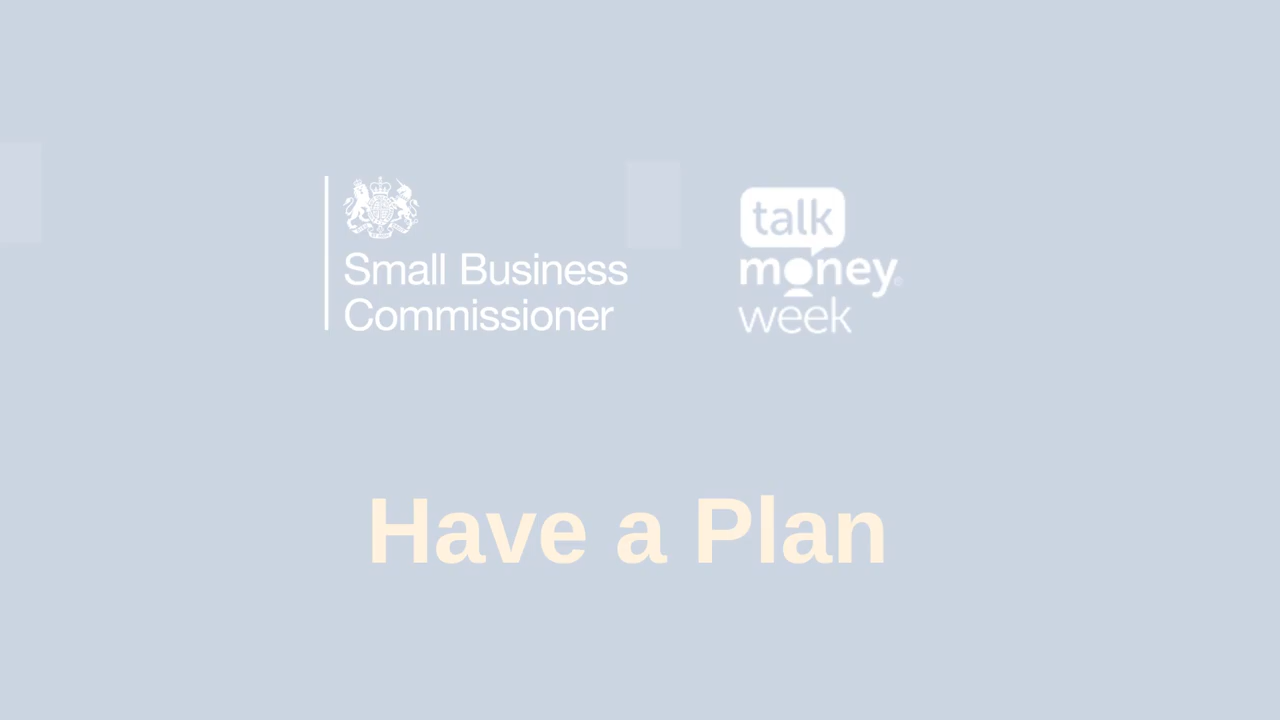 Small Business
Commissioner
talk
money
week
Have a Plan